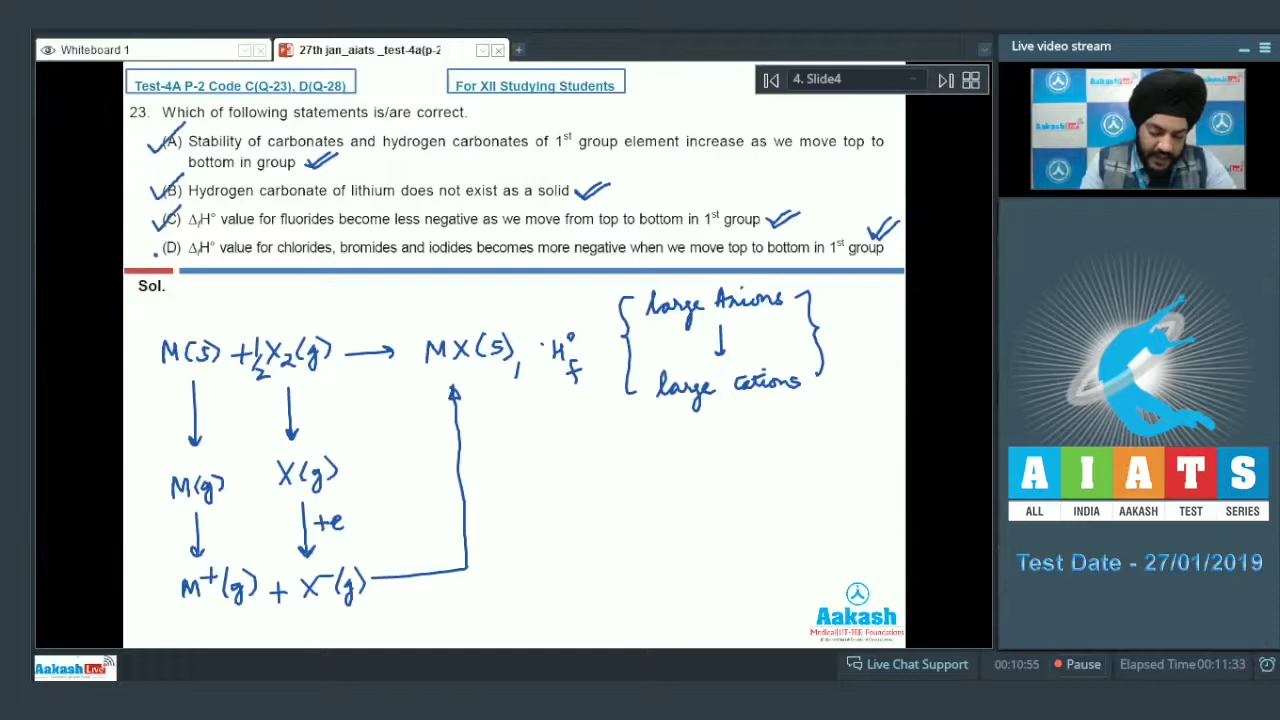 Whiteboard 1
27th jan_aiats _test-4a(p-2
Live video stream
Test-4A P-2 Code C(Q-23), D(Q-28)
For XII Studying Students
4. Slide4
23. Which of following statements is/are correct.
(A) Stability of carbonates and hydrogen carbonates of 1st group element increase as we move top to
bottom in group
(B) Hydrogen carbonate of lithium does not exist as a solid
(C) ΔfH° value for fluorides become less negative as we move from top to bottom in 1st group
(D) ΔfH° value for chlorides, bromides and iodides becomes more negative when we move top to bottom in 1st group
Sol.
large Anions
M(s) + 1/2 X2(g) → MX(s), H°f
↓
large cations
M(g) X(g)
+e
M+(g) + X-(g)
AIATS
ALL INDIA AAKASH TEST SERIES
Test Date - 27/01/2019
Aakash
Medical|IIT-JEE|Foundations
Aakash Live
Live Chat Support
00:10:55
Pause
Elapsed Time 00:11:33